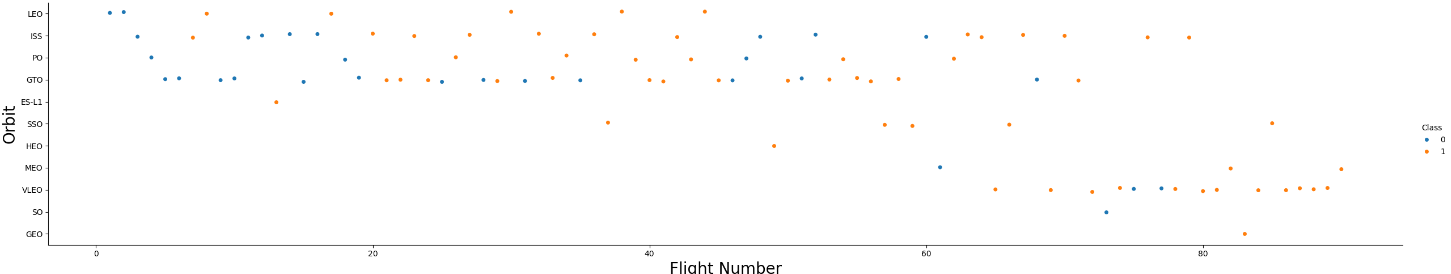 LEO
ISS
PO
GTO
ES-L1
SSO
HEO
MEO
VLEO
SO
GEO
Orbit
0 20 40 60 80
Flight Number
Class
0
1